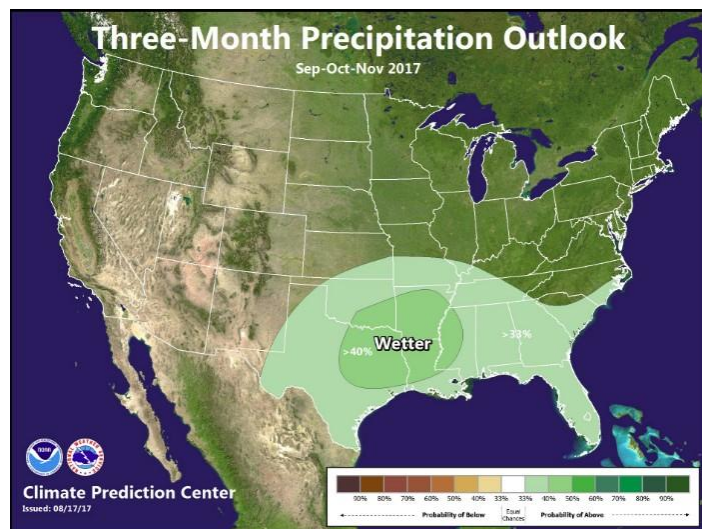 Three-Month Precipitation Outlook
Sep-Oct-Nov 2017
>33%
Wetter
>40%
Climate Prediction Center
Issued: 08/17/17
90% 80% 70% 60% 50% 40% 33% 33% 40% 50% 60% 70% 80% 90%
Probability of Below Equal Chances Probability of Above